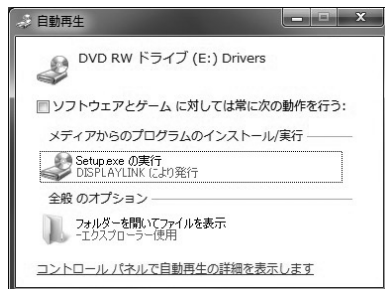 自動再生
DVD RW ドライブ (E:) Drivers
ソフトウェアとゲーム に対しては常に次の動作を行う:
メディアからのプログラムのインストール/実行
Setup.exe の実行
DISPLAYLINK により発行
全般 のオプション
フォルダーを開いてファイルを表示
-エクスプローラー使用
コントロール パネルで自動再生の詳細を表示します